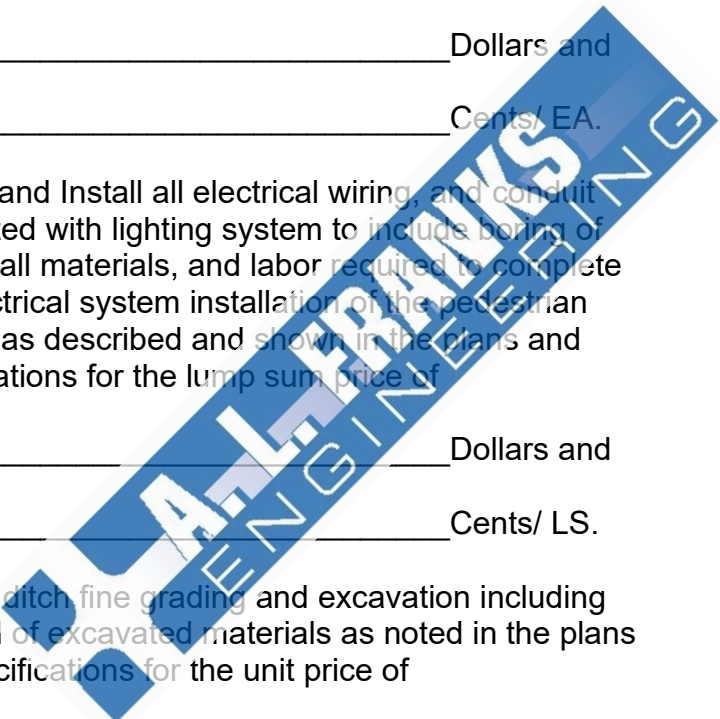 Dollars and
Cents/ EA.
and Install all electrical wiring, and conduit
ted with lighting system to include boring of
all materials, and labor required to complete
ctrical system installation of the pedestrian
as described and shown in the plans and
ations for the lump sum price of
Dollars and
Cents/ LS.
ditch fine grading and excavation including
of excavated materials as noted in the plans
cifications for the unit price of
A.L. FRANKS
ENGINEERING